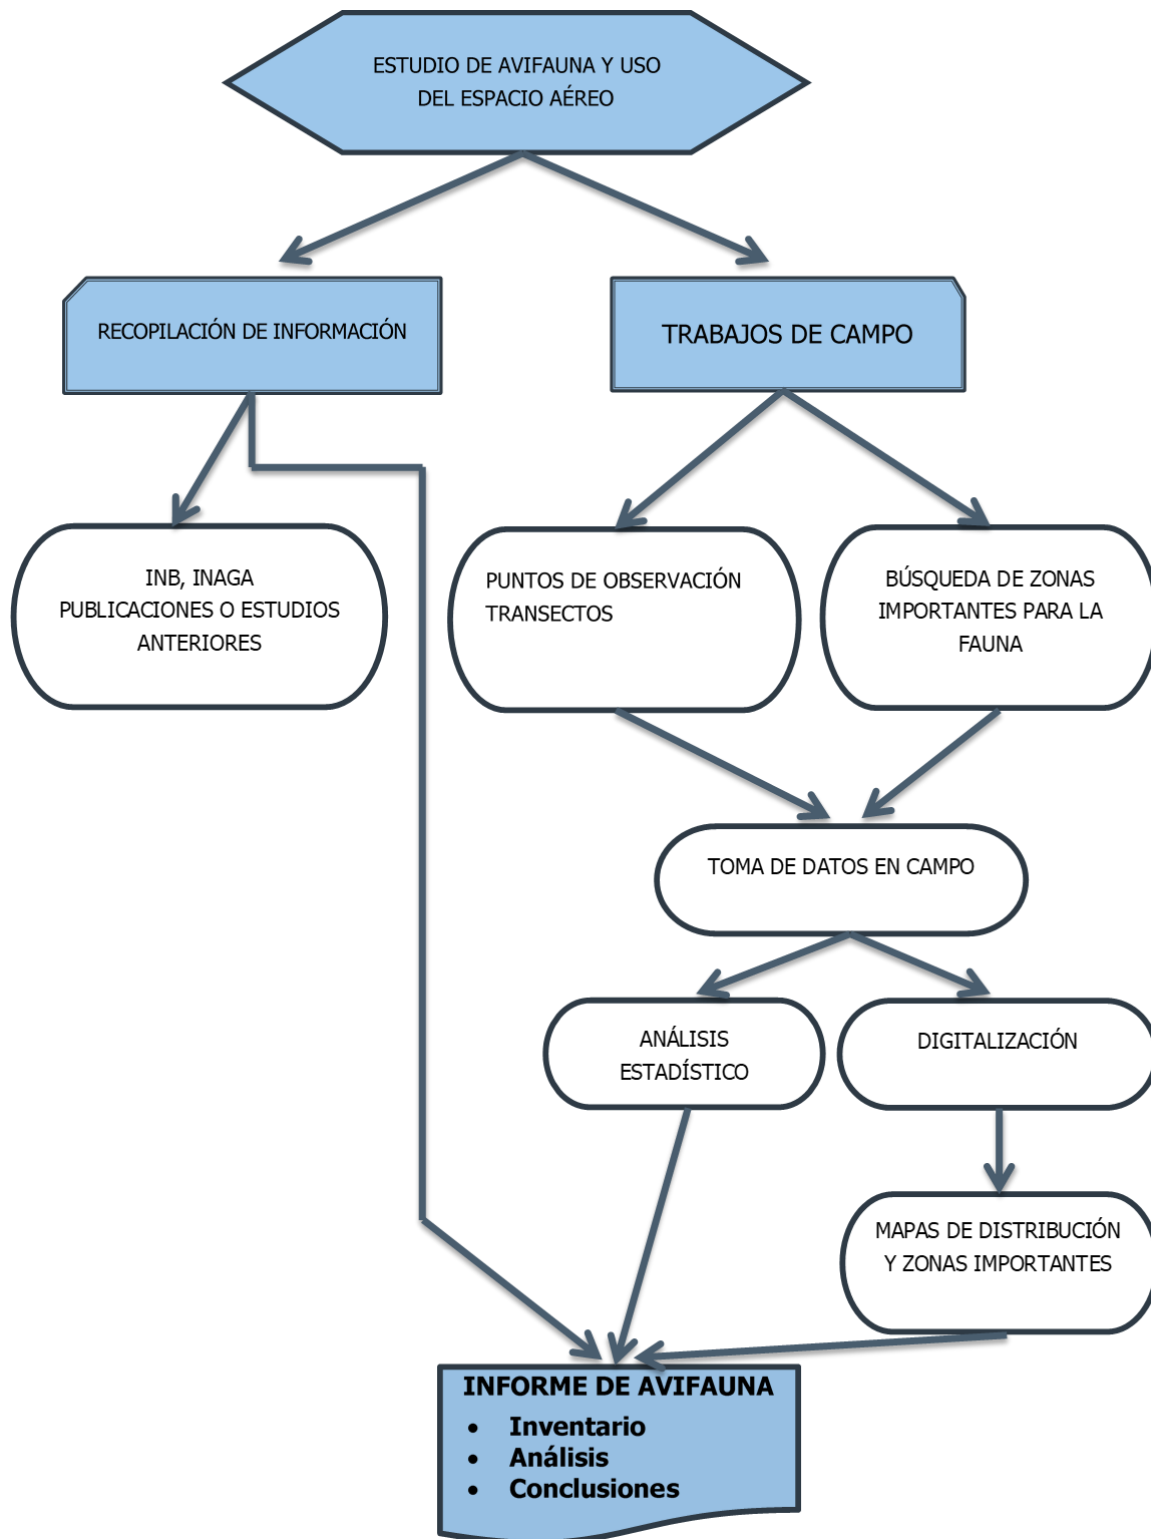 ESTUDIO DE AVIFAUNA Y USO
DEL ESPACIO AÉREO
RECOPILACIÓN DE INFORMACIÓN
TRABAJOS DE CAMPO
INB, INAGA
PUBLICACIONES O ESTUDIOS
ANTERIORES
PUNTOS DE OBSERVACIÓN
TRANSECTOS
BÚSQUEDA DE ZONAS
IMPORTANTES PARA LA
FAUNA
TOMA DE DATOS EN CAMPO
ANÁLISIS
ESTADÍSTICO
DIGITALIZACIÓN
MAPAS DE DISTRIBUCIÓN
Y ZONAS IMPORTANTES
INFORME DE AVIFAUNA
• Inventario
• Análisis
• Conclusiones